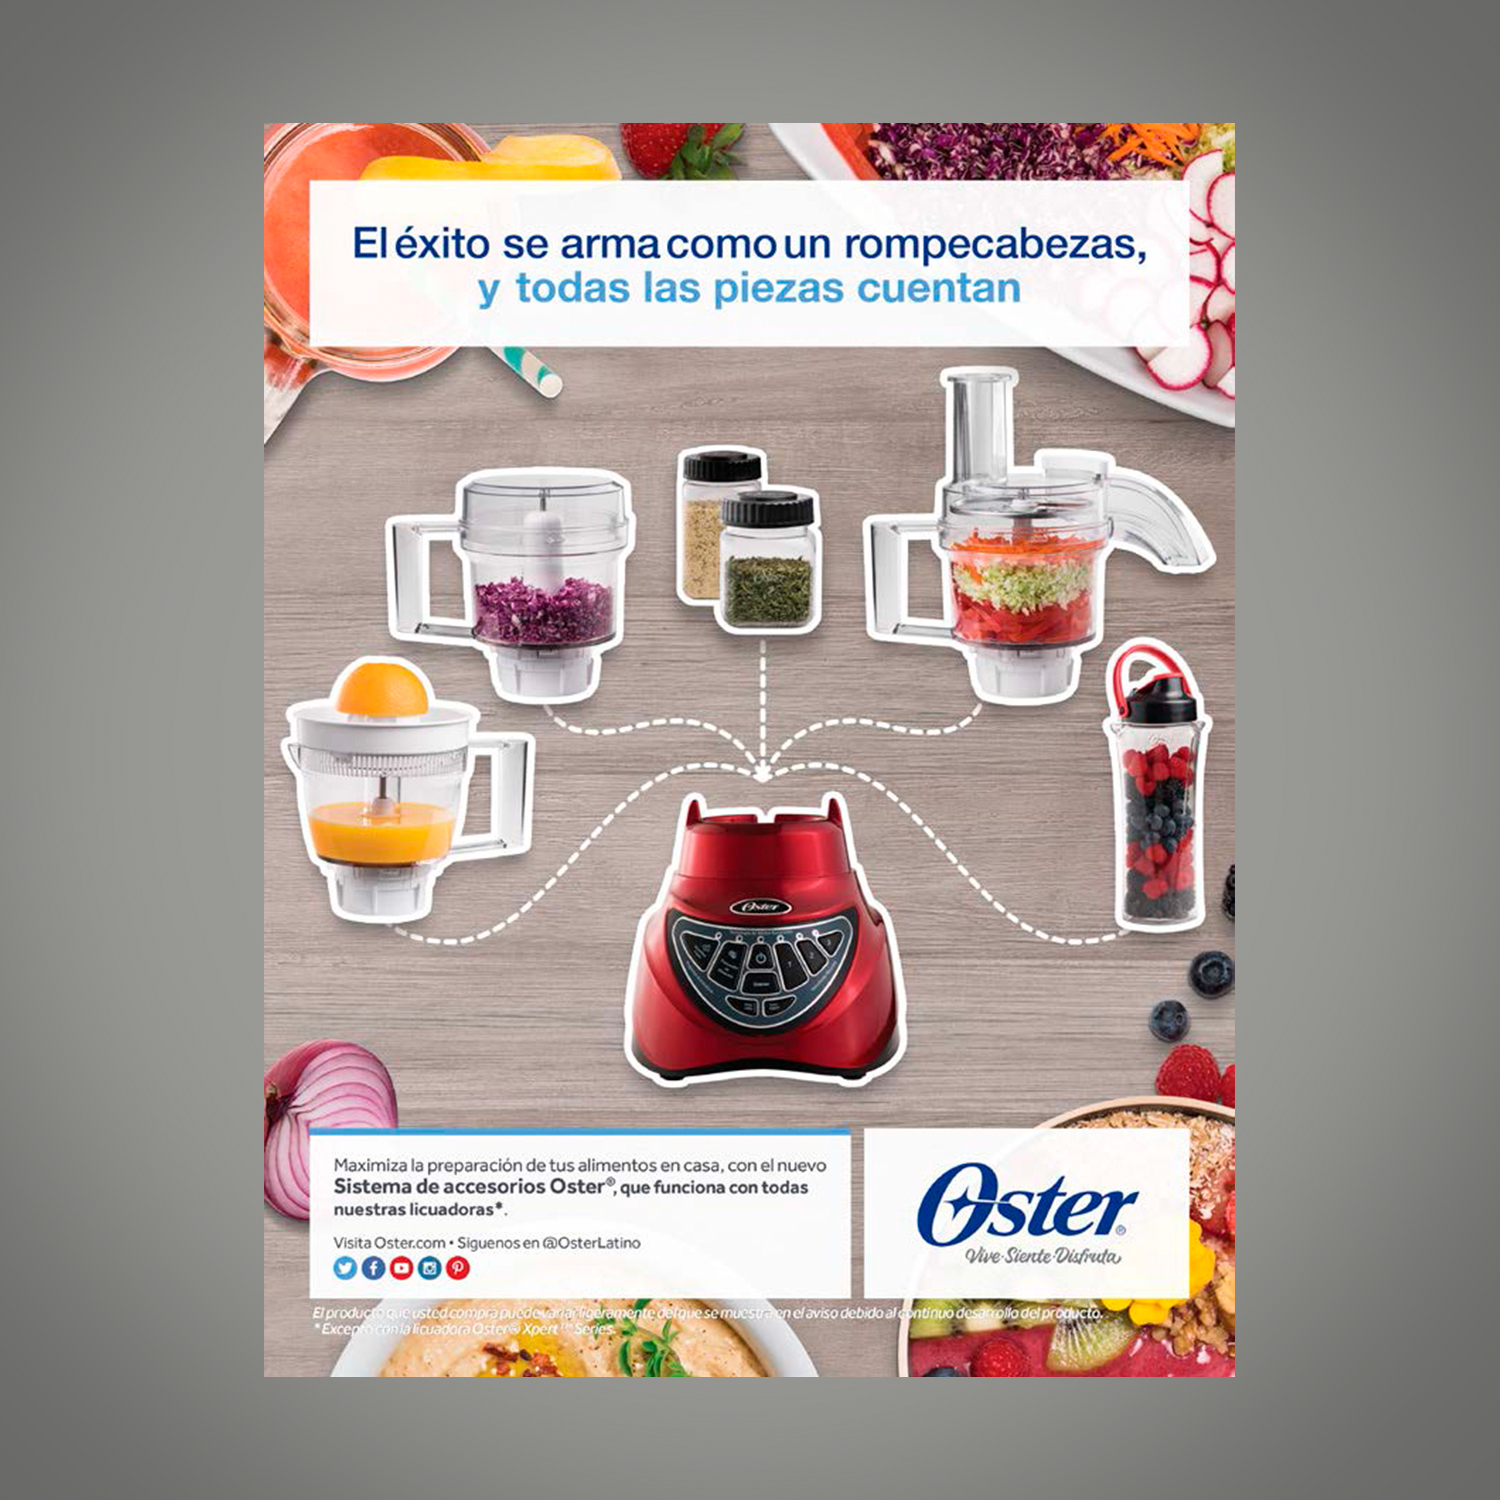 El éxito se arma como un rompecabezas,
y todas las piezas cuentan
Oster
Maximiza la preparación de tus alimentos en casa, con el nuevo
Sistema de accesorios Oster®, que funciona con todas
nuestras licuadoras*.
Visita Oster.com • Síguenos en @OsterLatino
Oster®
Vive·Siente·Disfruta
El producto que usted compra puede variar ligeramente del que se muestra en el aviso debido al continuo desarrollo del producto.
*Excepto con la licuadora Oster® Xpert™ Series.